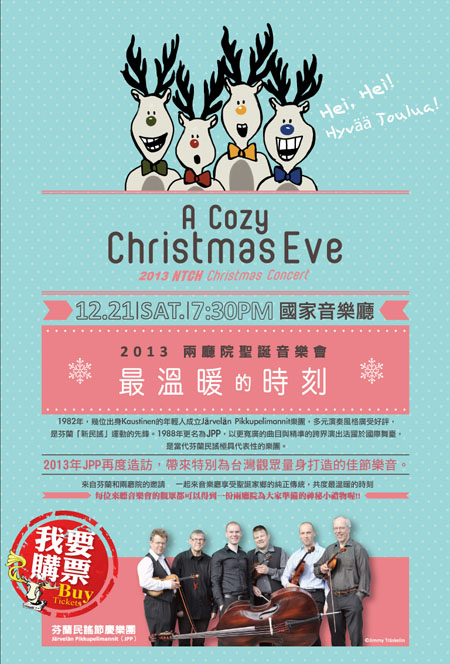 Hei, Hei!
Hyvää Joulua!
A Cozy
Christmas Eve
2013 NTCH Christmas Concert
12.21|SAT.|7:30PM 國家音樂廳
2013 兩廳院聖誕音樂會
最溫暖的時刻
1982年，幾位出身Kaustinen的年輕人成立Järvelän Pikkupelimannit樂團，多元演奏風格廣受好評，
是芬蘭「新民謠」運動的先鋒。1988年更名為JPP，以更寬廣的曲目與精準的跨界演出活躍於國際舞臺，
是當代芬蘭民謠極具代表性的樂團。
2013年JPP再度造訪，帶來特別為台灣觀眾量身打造的佳節樂音。
來自芬蘭和兩廳院的邀請　一起來音樂廳享受聖誕家鄉的純正傳統，共度最溫暖的時刻
每位來聽音樂會的觀眾都可以得到一份兩廳院為大家準備的神祕小禮物喔!!
我要
購票
Buy
Tickets
芬蘭民謠節慶樂團
Järvelän Pikkupelimannit（JPP）
©Jimmy Träskelin